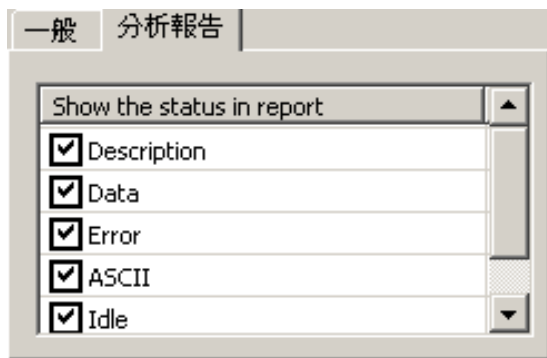 一般 分析報告
Show the status in report
Description
Data
Error
ASCII
Idle